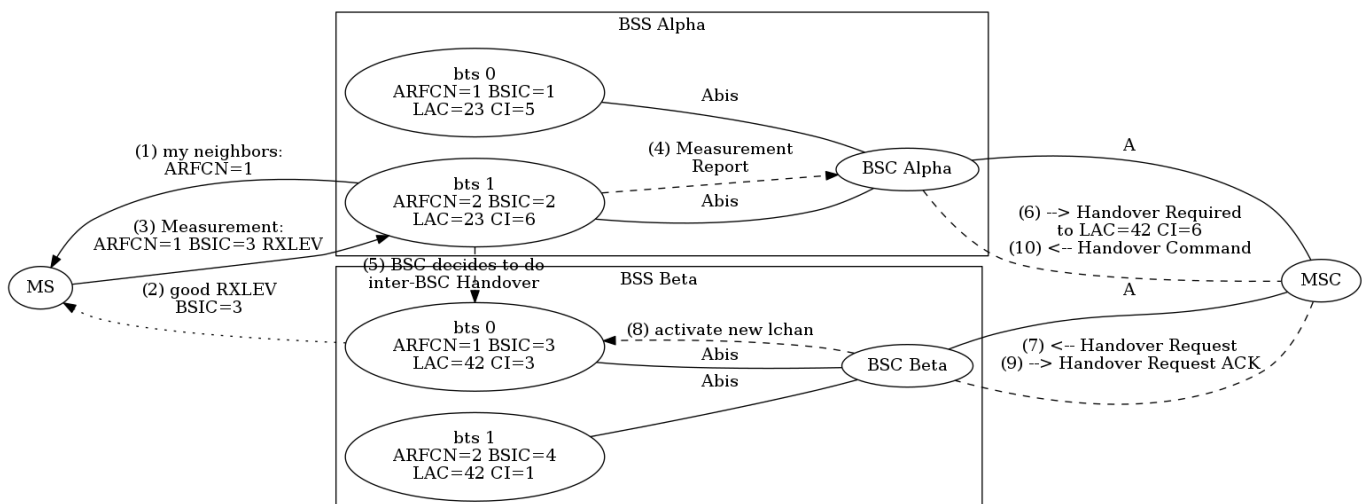 BSS Alpha
bts 0
ARFCN=1 BSIC=1
LAC=23 CI=5
Abis
(1) my neighbors:
ARFCN=1
(4) Measurement
Report
BSC Alpha
A
bts 1
ARFCN=2 BSIC=2
LAC=23 CI=6
Abis
(3) Measurement:
ARFCN=1 BSIC=3 RXLEV
(6) --> Handover Required
to LAC=42 CI=6
(10) <-- Handover Command
(5) BSC decides to do
inter-BSC Handover
MS
MSC
BSS Beta
(2) good RXLEV
BSIC=3
A
bts 0
ARFCN=1 BSIC=3
LAC=42 CI=3
(8) activate new lchan
Abis
BSC Beta
(7) <-- Handover Request
(9) --> Handover Request ACK
Abis
bts 1
ARFCN=2 BSIC=4
LAC=42 CI=1